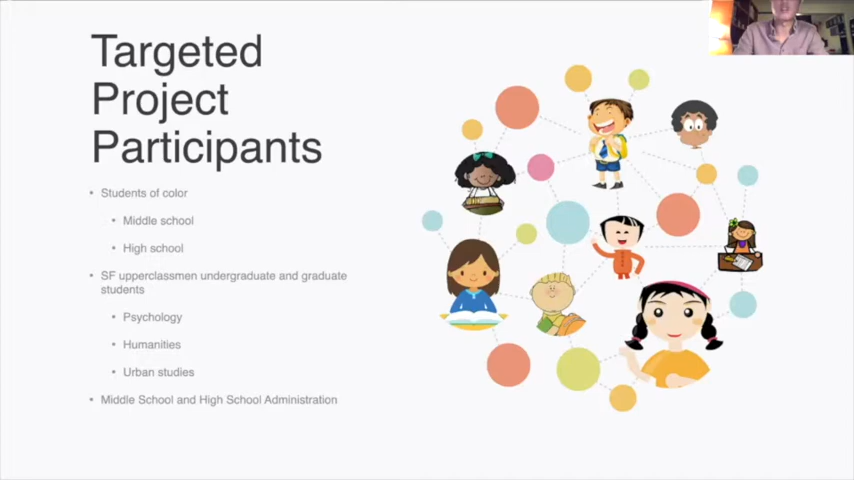 Targeted
Project
Participants
• Students of color
• Middle school
• High school
• SF upperclassmen undergraduate and graduate
students
• Psychology
• Humanities
• Urban studies
• Middle School and High School Administration